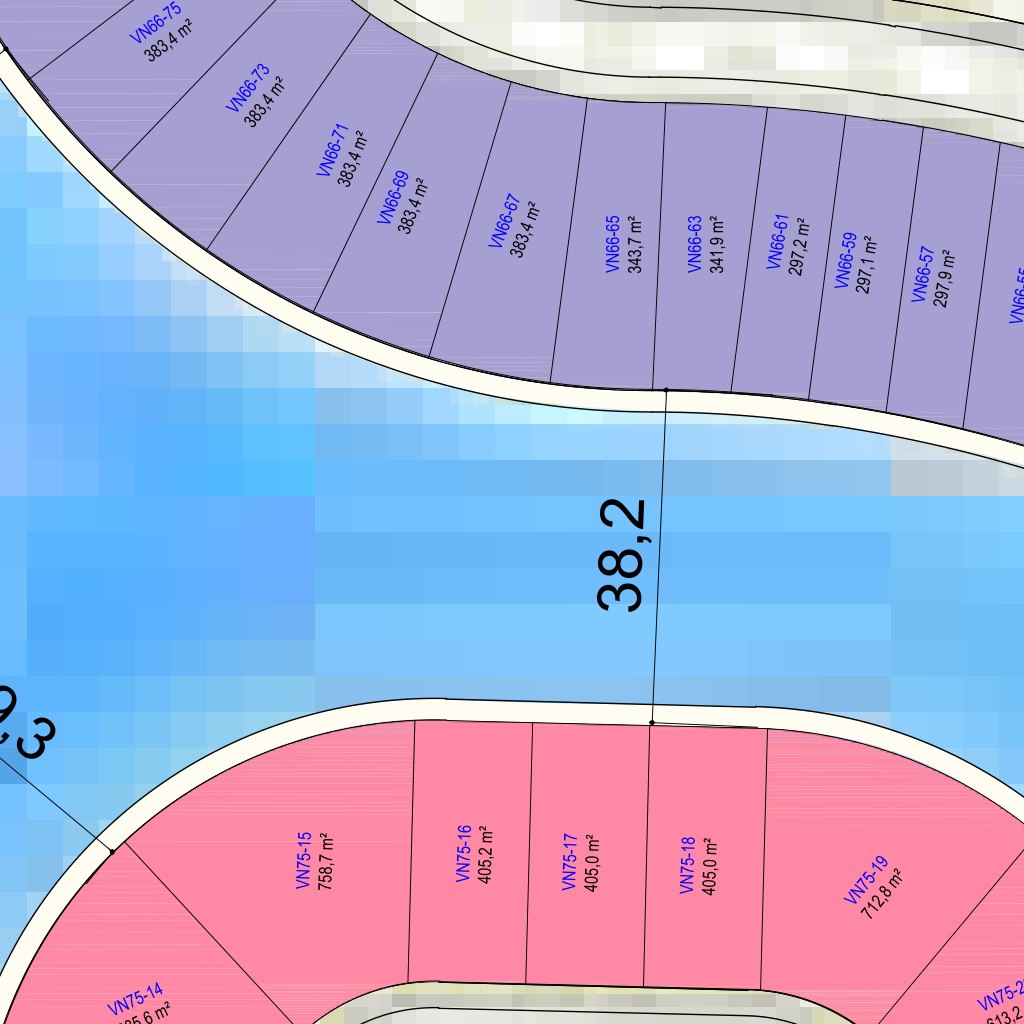 VN66-75
383,4 m²
VN66-73
383,4 m²
VN66-71
383,4 m²
VN66-69
383,4 m²
VN66-67
383,4 m²
VN66-65
343,7 m²
VN66-63
341,9 m²
VN66-61
297,2 m²
VN66-59
297,1 m²
VN66-57
297,9 m²
38,2
VN75-15
758,7 m²
VN75-16
405,2 m²
VN75-17
405,0 m²
VN75-18
405,0 m²
VN75-19
712,8 m²
VN75-14